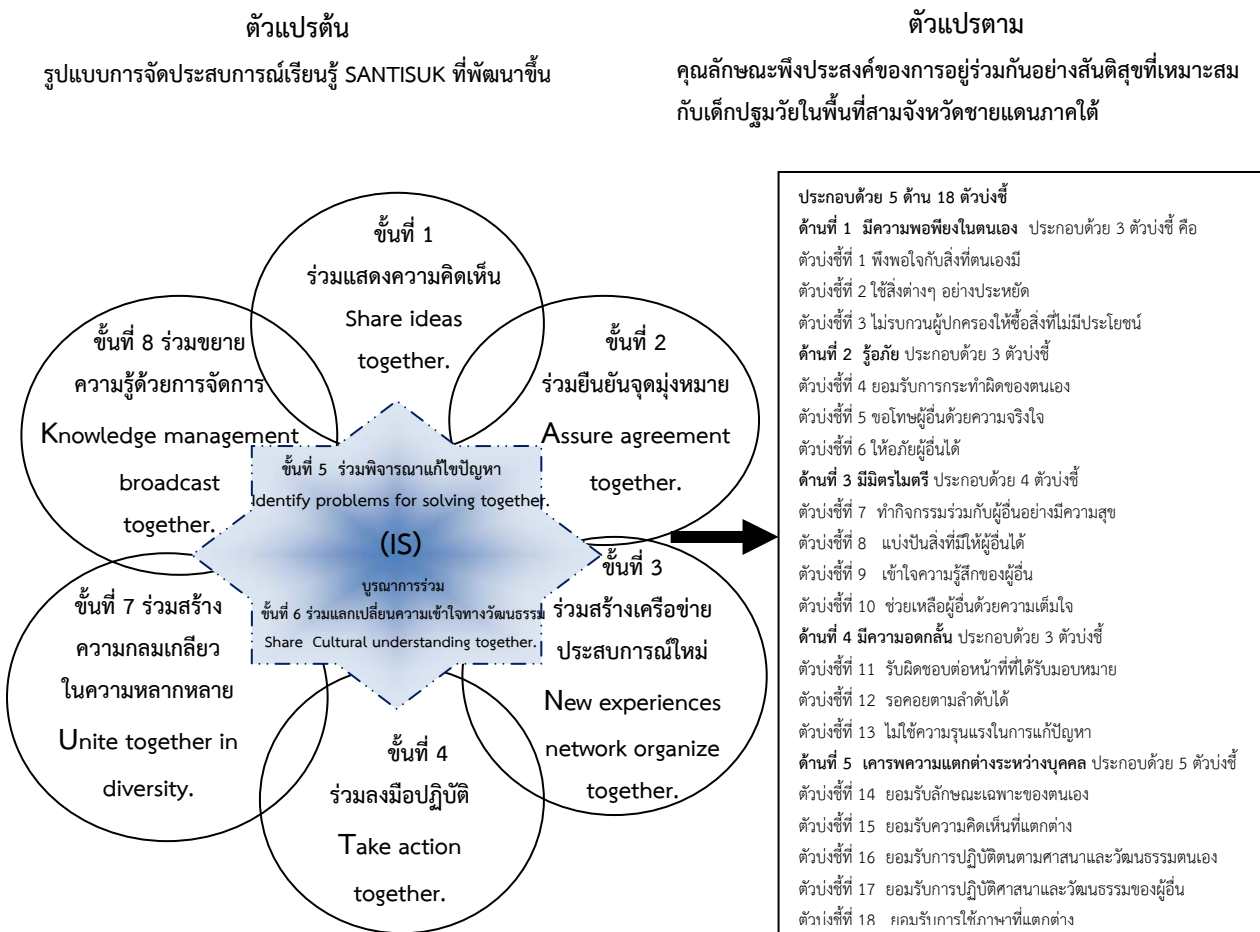 ตัวแปรต้น
รูปแบบการจัดประสบการณ์เรียนรู้ SANTISUK ที่พัฒนาขึ้น
ตัวแปรตาม
คุณลักษณะพึงประสงค์ของการอยู่ร่วมกันอย่างสันติสุขที่เหมาะสม
กับเด็กปฐมวัยในพื้นที่สามจังหวัดชายแดนภาคใต้
ขั้นที่ 1
ร่วมแสดงความคิดเห็น
Share ideas
together.
ขั้นที่ 2
ร่วมยืนยันจุดมุ่งหมาย
Assure agreement
together.
ขั้นที่ 3
ร่วมสร้างเครือข่าย
ประสบการณ์ใหม่
New experiences
network organize
together.
ขั้นที่ 4
ร่วมลงมือปฏิบัติ
Take action
together.
ขั้นที่ 5 ร่วมพิจารณาแก้ไขปัญหา
Identify problems for solving together.
(IS)
บูรณาการร่วม
ขั้นที่ 6 ร่วมแลกเปลี่ยนความเข้าใจทางวัฒนธรรม
Share Cultural understanding together.
ขั้นที่ 7 ร่วมสร้าง
ความกลมเกลียว
ในความหลากหลาย
Unite together in
diversity.
ขั้นที่ 8 ร่วมขยาย
ความรู้ด้วยการจัดการ
Knowledge management
broadcast
together.
ประกอบด้วย 5 ด้าน 18 ตัวบ่งชี้
ด้านที่ 1 มีความพอพียงในตนเอง ประกอบด้วย 3 ตัวบ่งชี้ คือ
ตัวบ่งชี้ที่ 1 พึงพอใจกับสิ่งที่ตนเองมี
ตัวบ่งชี้ที่ 2 ใช้สิ่งต่างๆ อย่างประหยัด
ตัวบ่งชี้ที่ 3 ไม่รบกวนผู้ปกครองให้ซื้อสิ่งที่ไม่มีประโยชน์
ด้านที่ 2 รู้อภัย ประกอบด้วย 3 ตัวบ่งชี้
ตัวบ่งชี้ที่ 4 ยอมรับการกระทำผิดของตนเอง
ตัวบ่งชี้ที่ 5 ขอโทษผู้อื่นด้วยความจริงใจ
ตัวบ่งชี้ที่ 6 ให้อภัยผู้อื่นได้
ด้านที่ 3 มีมิตรไมตรี ประกอบด้วย 4 ตัวบ่งชี้
ตัวบ่งชี้ที่ 7 ทำกิจกรรมร่วมกับผู้อื่นอย่างมีความสุข
ตัวบ่งชี้ที่ 8 แบ่งปันสิ่งที่มีให้ผู้อื่นได้
ตัวบ่งชี้ที่ 9 เข้าใจความรู้สึกของผู้อื่น
ตัวบ่งชี้ที่ 10 ช่วยเหลือผู้อื่นด้วยความเต็มใจ
ด้านที่ 4 มีความอดกลั้น ประกอบด้วย 3 ตัวบ่งชี้
ตัวบ่งชี้ที่ 11 รับผิดชอบต่อหน้าที่ที่ได้รับมอบหมาย
ตัวบ่งชี้ที่ 12 รอคอยตามลำดับได้
ตัวบ่งชี้ที่ 13 ไม่ใช้ความรุนแรงในการแก้ปัญหา
ด้านที่ 5 เคารพความแตกต่างระหว่างบุคคล ประกอบด้วย 5 ตัวบ่งชี้
ตัวบ่งชี้ที่ 14 ยอมรับลักษณะเฉพาะของตนเอง
ตัวบ่งชี้ที่ 15 ยอมรับความคิดเห็นที่แตกต่าง
ตัวบ่งชี้ที่ 16 ยอมรับการปฏิบัติตนตามศาสนาและวัฒนธรรมตนเอง
ตัวบ่งชี้ที่ 17 ยอมรับการปฏิบัติศาสนาและวัฒนธรรมของผู้อื่น
ตัวบ่งชี้ที่ 18 ยอมรับการใช้ภาษาที่แตกต่าง